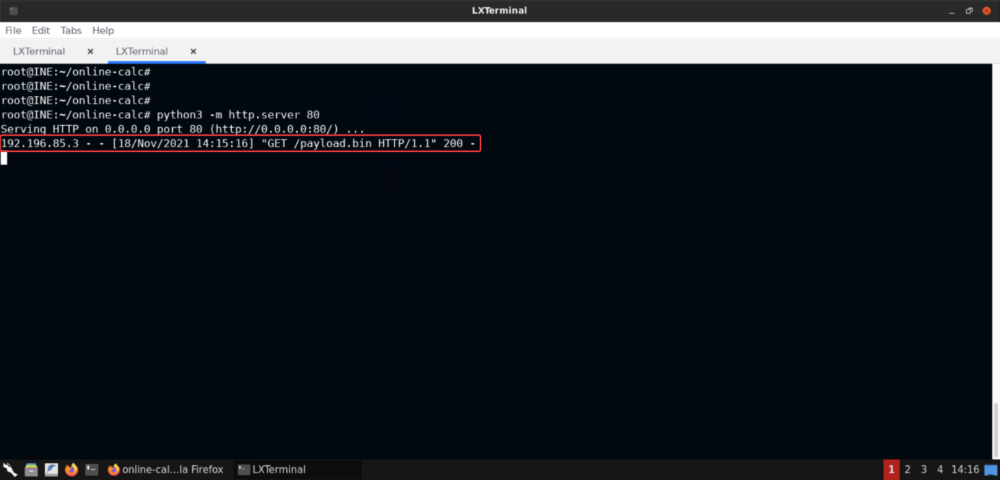 LXTerminal
File Edit Tabs Help
LXTerminal × LXTerminal ×
root@INE:~/online-calc#
root@INE:~/online-calc#
root@INE:~/online-calc#
root@INE:~/online-calc# python3 -m http.server 80
Serving HTTP on 0.0.0.0 port 80 (http://0.0.0.0:80/) ...
192.196.85.3 - - [18/Nov/2021 14:15:16] "GET /payload.bin HTTP/1.1" 200 -
online-cal...la Firefox LXTerminal 1 2 3 4 14:16